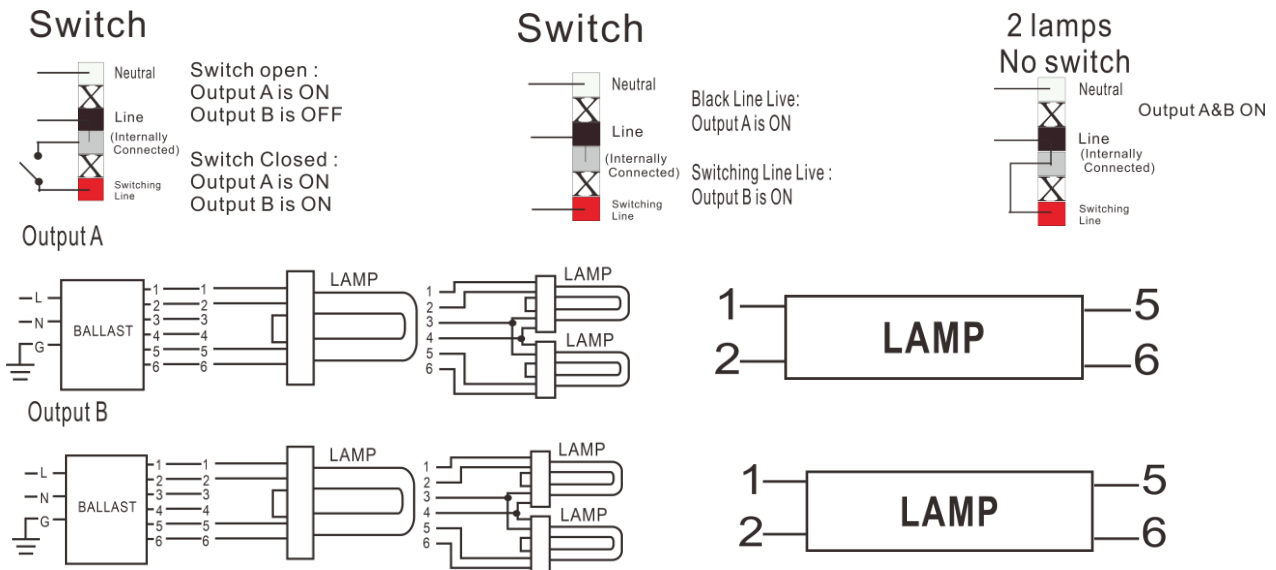 Switch
Neutral
X
Line
(Internally
Connected)
X
Switching
Line
Switch open :
Output A is ON
Output B is OFF
Switch Closed :
Output A is ON
Output B is ON
Switch
Neutral
X
Line
(Internally
Connected)
X
Switching
Line
Black Line Live:
Output A is ON
Switching Line Live :
Output B is ON
2 lamps
No switch
Neutral
X
Line
(Internally
Connected)
X
Switching
Line
Output A&B ON
Output A
L
N
G
BALLAST
1 1
2 2
3 3
4 4
5 5
6 6
LAMP
1
2
3
4
5
6
LAMP
LAMP
1
2
LAMP
5
6
Output B
L
N
G
BALLAST
1 1
2 2
3 3
4 4
5 5
6 6
LAMP
1
2
3
4
5
6
LAMP
LAMP
1
2
LAMP
5
6